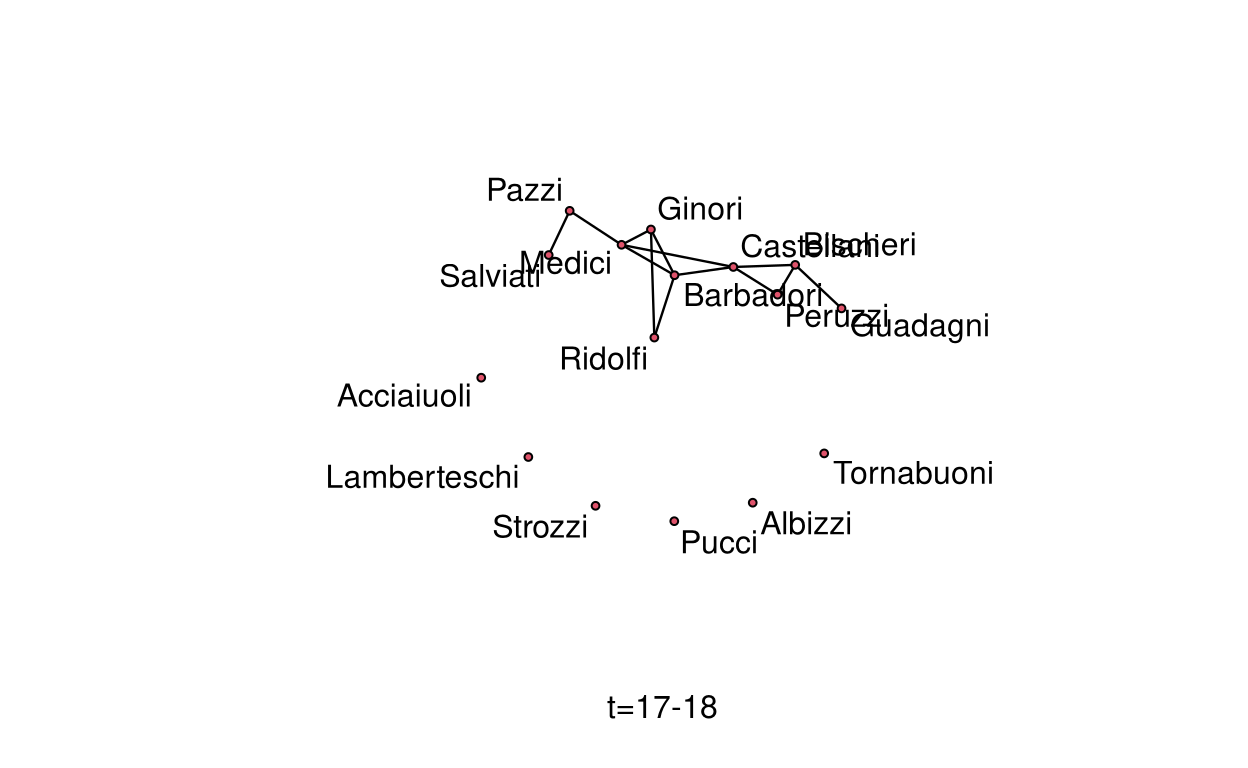 Pazzi
Ginori
Castellani
Bischeri
Medici
Salviati
Barbadori
Peruzzi
Guadagni
Ridolfi
Acciaiuoli
Lamberteschi
Tornabuoni
Strozzi
Albizzi
Pucci
t=17-18